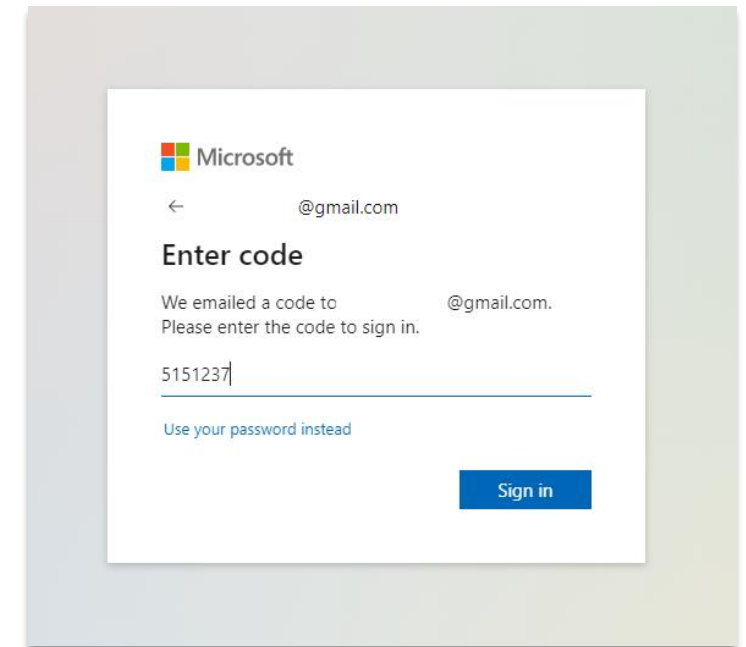 Microsoft
@gmail.com
Enter code
We emailed a code to @gmail.com.
Please enter the code to sign in.
5151237
Use your password instead
Sign in